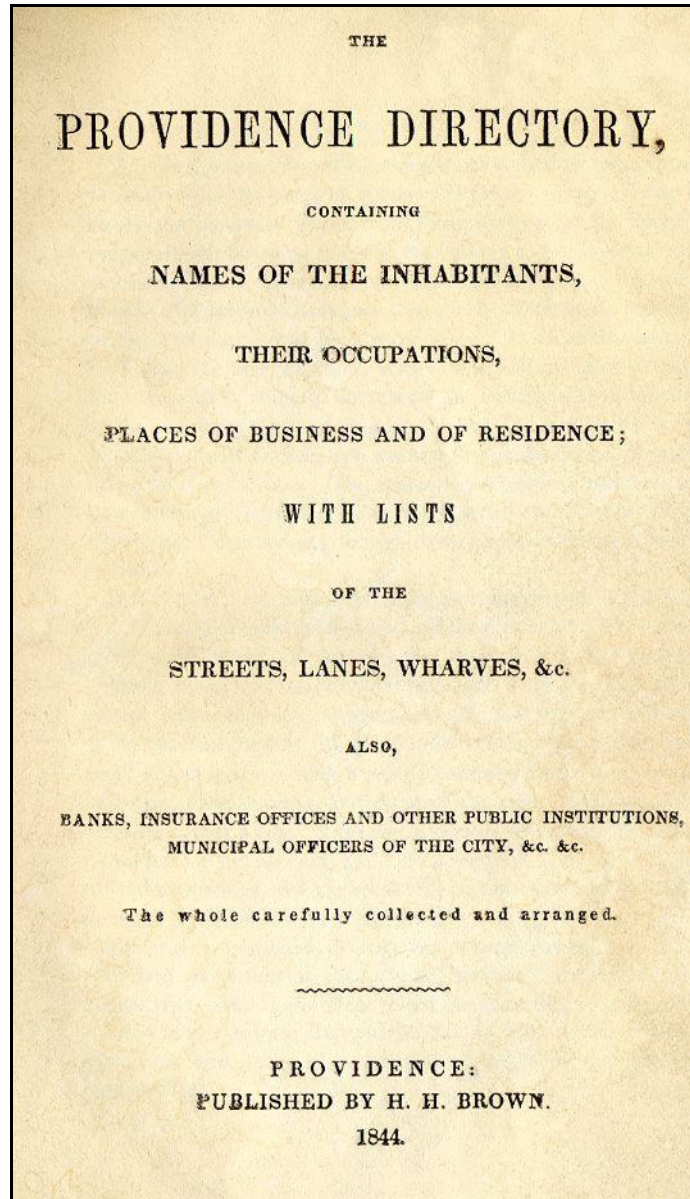 THE
PROVIDENCE DIRECTORY,
CONTAINING
NAMES OF THE INHABITANTS,
THEIR OCCUPATIONS,
PLACES OF BUSINESS AND OF RESIDENCE;
WITH LISTS
OF THE
STREETS, LANES, WHARVES, &c.
ALSO,
BANKS, INSURANCE OFFICES AND OTHER PUBLIC INSTITUTIONS,
MUNICIPAL OFFICERS OF THE CITY, &c. &c.
The whole carefully collected and arranged.
PROVIDENCE:
PUBLISHED BY H. H. BROWN.
1844.